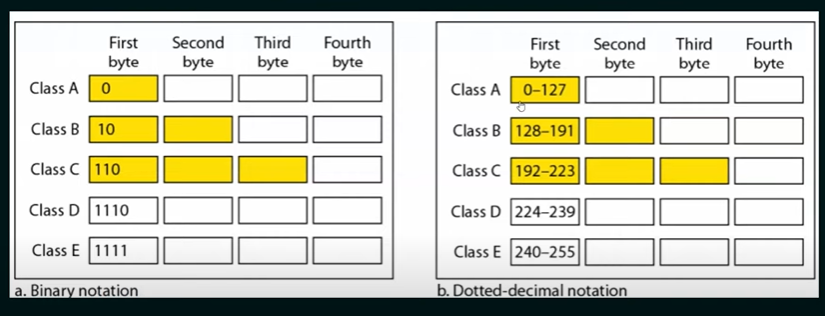 First Second Third Fourth
byte byte byte byte
Class A 0
Class B 10
Class C 110
Class D 1110
Class E 1111
a. Binary notation
First Second Third Fourth
byte byte byte byte
Class A 0–127
Class B 128–191
Class C 192–223
Class D 224–239
Class E 240–255
b. Dotted-decimal notation